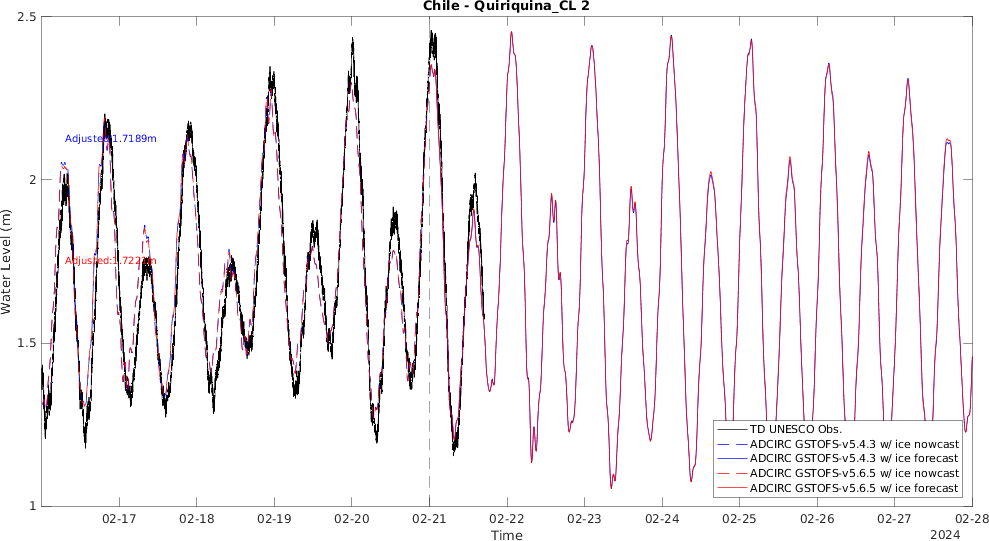 Chile - Quiriquina_CL 2
2.5
2
1.5
1
Water Level (m)
Adjusted:1.7189m
02-17
02-18
02-19
02-20
02-21
02-22
02-23
02-24
02-25
02-26
02-27
02-28
2024
Time
TD UNESCO Obs.
ADCIRC GSTOFS-v5.4.3 w/ ice nowcast
ADCIRC GSTOFS-v5.4.3 w/ ice forecast
ADCIRC GSTOFS-v5.6.5 w/ ice nowcast
ADCIRC GSTOFS-v5.6.5 w/ ice forecast